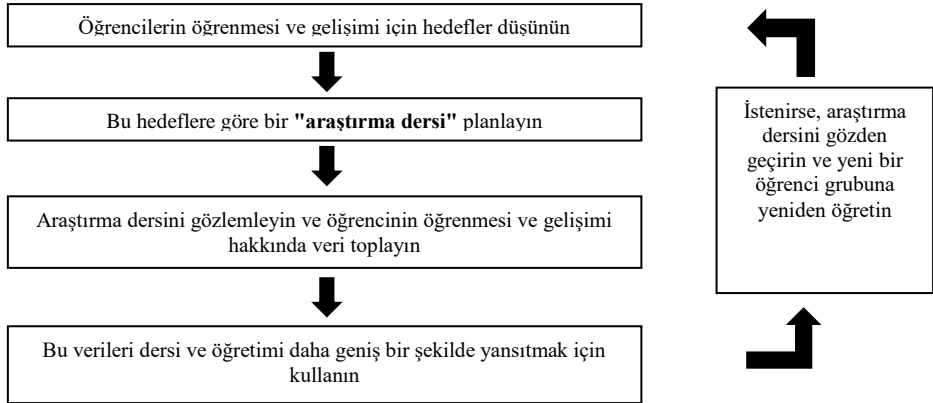 Öğrencilerin öğrenmesi ve gelişimi için hedefler düşünün
Bu hedeflere göre bir "araştırma dersi" planlayın
Araştırma dersini gözlemleyin ve öğrencinin öğrenmesi ve gelişimi
hakkında veri toplayın
Bu verileri dersi ve öğretimi daha geniş bir şekilde yansıtmak için
kullanın
İstenirse, araştırma
dersini gözden
geçirin ve yeni bir
öğrenci grubuna
yeniden öğretin